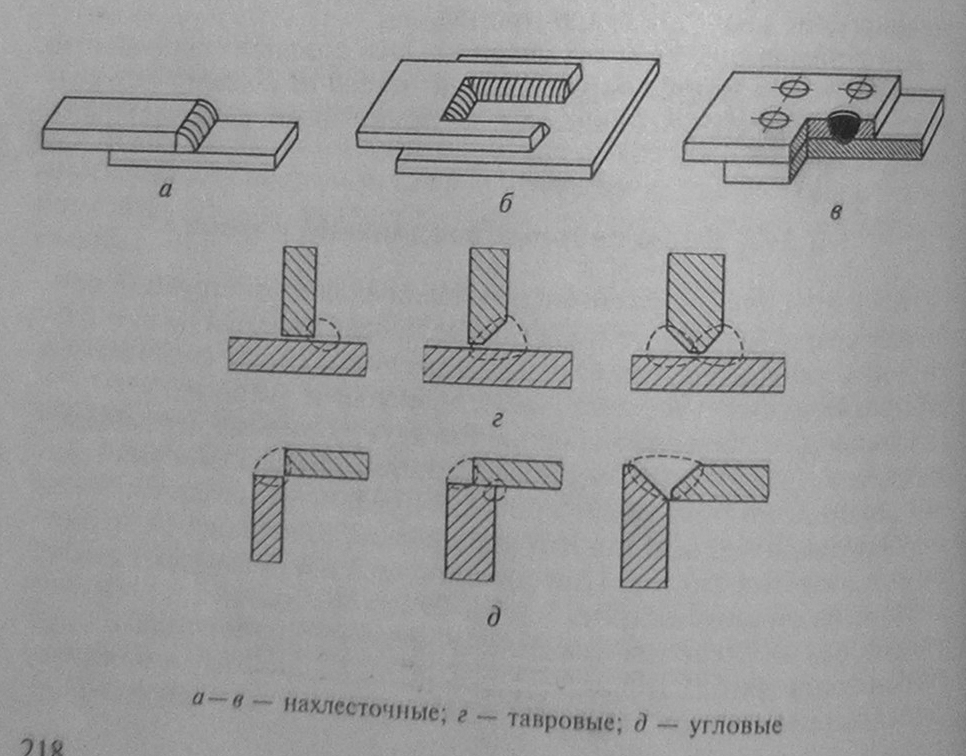 а
б
в
г
д
а—в — нахлесточные; г — тавровые; д — угловые
218